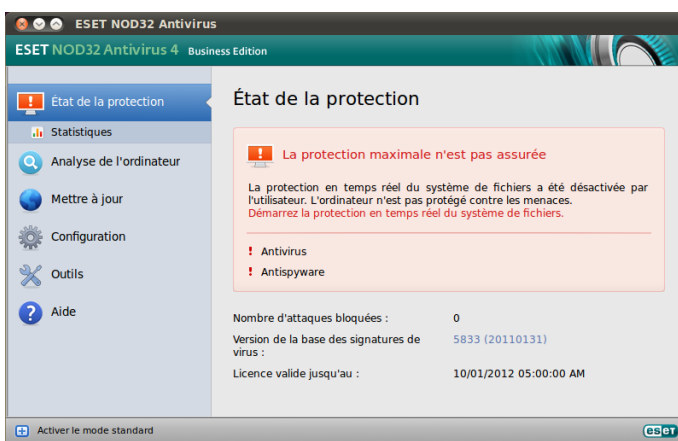 ESET NOD32 Antivirus
ESET NOD32 Antivirus 4 Business Edition
État de la protection
Statistiques
Analyse de l'ordinateur
Mettre à jour
Configuration
Outils
Aide
État de la protection
La protection maximale n'est pas assurée
La protection en temps réel du système de fichiers a été désactivée par
l'utilisateur. L'ordinateur n'est pas protégé contre les menaces.
Démarrez la protection en temps réel du système de fichiers.
! Antivirus
! Antispyware
Nombre d'attaques bloquées : 0
Version de la base des signatures de 5833 (20110131)
virus :
Licence valide jusqu'au : 10/01/2012 05:00:00 AM
Activer le mode standard
eset